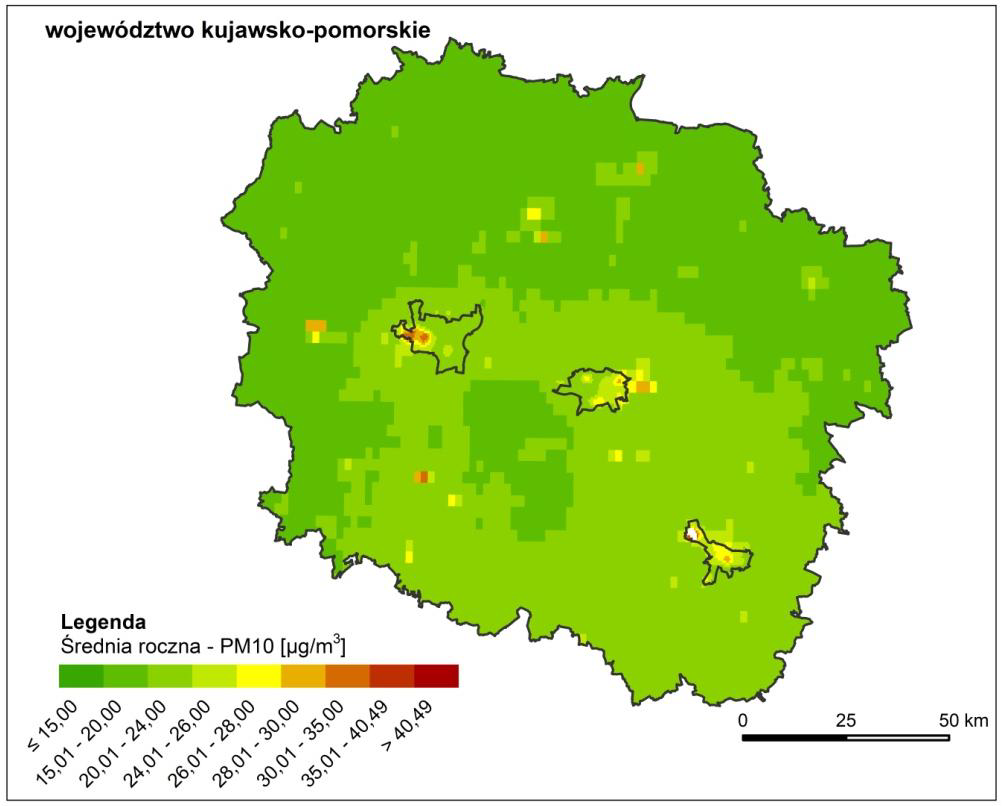 województwo kujawsko-pomorskie
Legenda
Średnia roczna - PM10 [µg/m³]
≤ 15,00
15,01 - 20,00
20,01 - 24,00
24,01 - 26,00
26,01 - 28,00
28,01 - 30,00
30,01 - 35,00
35,01 - 40,49
> 40,49
0 25 50 km